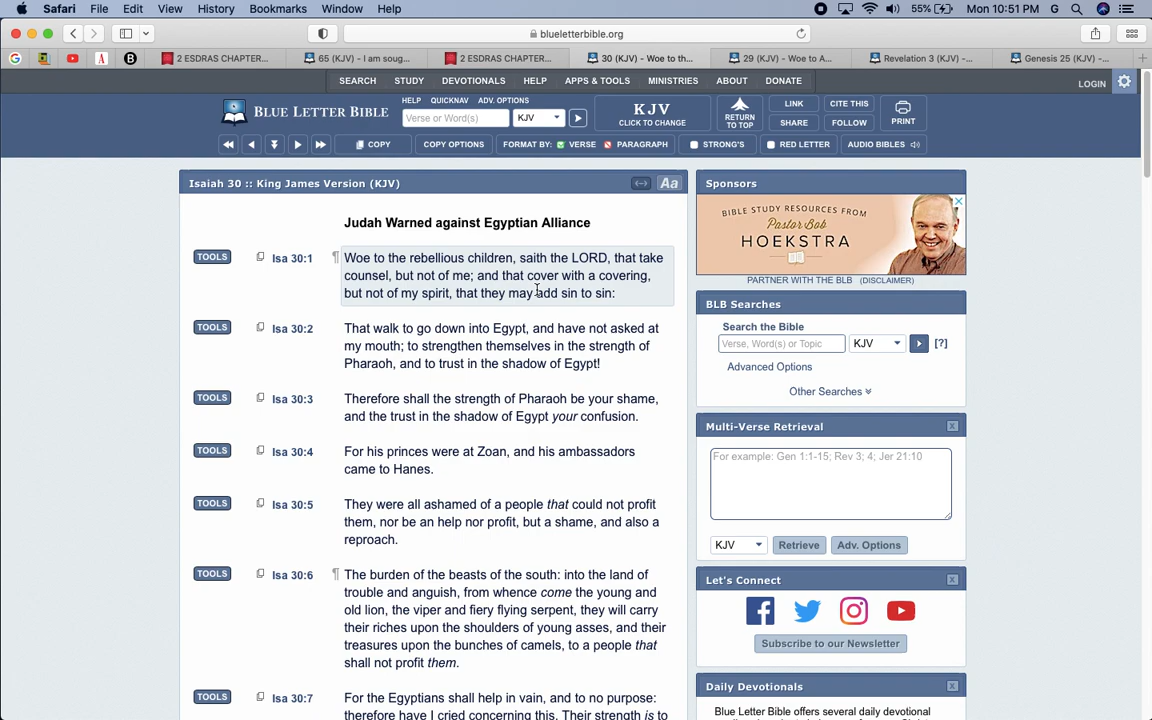 Safari File Edit View History Bookmarks Window Help 55% Mon 10:51 PM G
blueletterbible.org
2 ESDRAS CHAPTER... 65 (KJV) - I am soug... 2 ESDRAS CHAPTER... 30 (KJV) - Woe to th... 29 (KJV) - Woe to A... Revelation 3 (KJV) -... Genesis 25 (KJV) -...
SEARCH STUDY DEVOTIONALS HELP APPS & TOOLS MINISTRIES ABOUT DONATE LOGIN
BLUE LETTER BIBLE
HELP QUICKNAV ADV. OPTIONS
Verse or Word(s) KJV
KJV
CLICK TO CHANGE
RETURN
TO TOP
LINK CITE THIS
SHARE FOLLOW
PRINT
COPY COPY OPTIONS FORMAT BY: VERSE PARAGRAPH STRONG'S RED LETTER AUDIO BIBLES
Isaiah 30 :: King James Version (KJV) Aa
Judah Warned against Egyptian Alliance
TOOLS Isa 30:1 ¶ Woe to the rebellious children, saith the LORD, that take
counsel, but not of me; and that cover with a covering,
but not of my spirit, that they may add sin to sin:
TOOLS Isa 30:2 That walk to go down into Egypt, and have not asked at
my mouth; to strengthen themselves in the strength of
Pharaoh, and to trust in the shadow of Egypt!
TOOLS Isa 30:3 Therefore shall the strength of Pharaoh be your shame,
and the trust in the shadow of Egypt your confusion.
TOOLS Isa 30:4 For his princes were at Zoan, and his ambassadors
came to Hanes.
TOOLS Isa 30:5 They were all ashamed of a people that could not profit
them, nor be an help nor profit, but a shame, and also a
reproach.
TOOLS Isa 30:6 ¶ The burden of the beasts of the south: into the land of
trouble and anguish, from whence come the young and
old lion, the viper and fiery flying serpent, they will carry
their riches upon the shoulders of young asses, and their
treasures upon the bunches of camels, to a people that
shall not profit them.
TOOLS Isa 30:7 For the Egyptians shall help in vain, and to no purpose:
therefore have I cried concerning this, Their strength is to
Sponsors
BIBLE STUDY RESOURCES FROM
Pastor Bob
HOEKSTRA
PARTNER WITH THE BLB (DISCLAIMER)
BLB Searches
Search the Bible
Verse, Word(s) or Topic KJV [?]
Advanced Options
Other Searches
Multi-Verse Retrieval
For example: Gen 1:1-15; Rev 3; 4; Jer 21:10
KJV Retrieve Adv. Options
Let's Connect
Subscribe to our Newsletter
Daily Devotionals
Blue Letter Bible offers several daily devotional